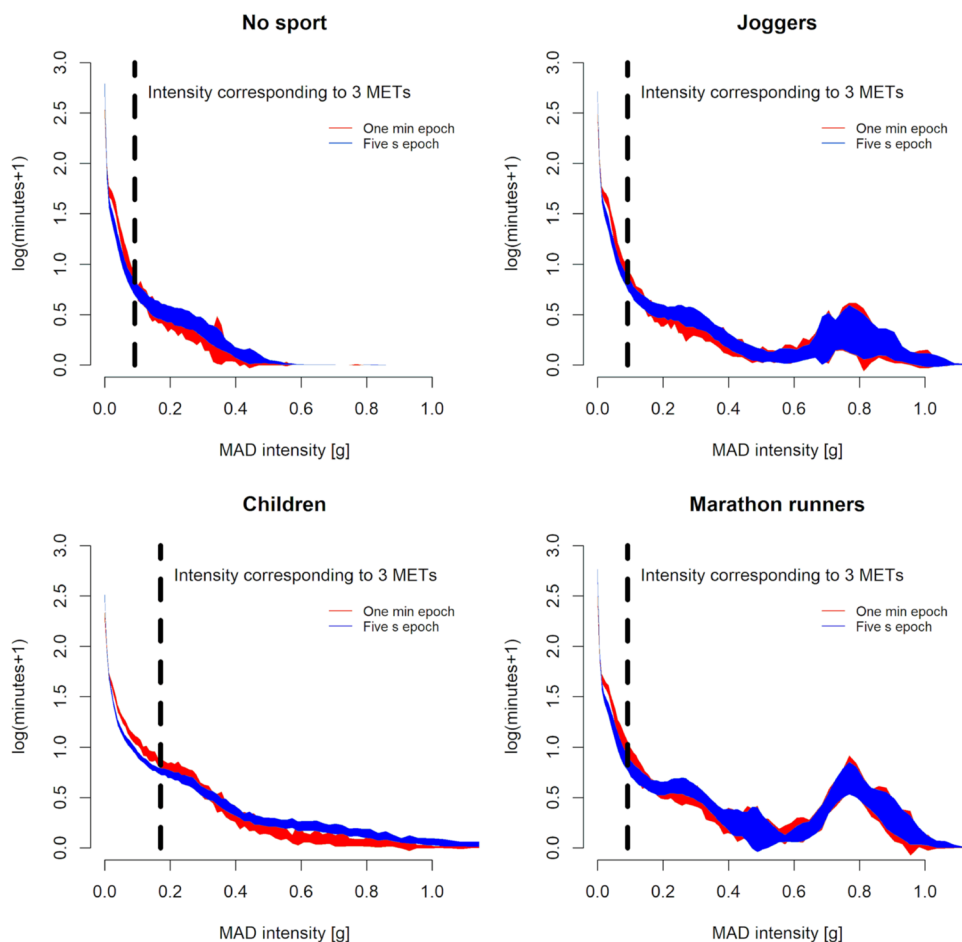 No sport
3.0
2.5
2.0
1.5
1.0
0.5
0.0
log(minutes+1)
Intensity corresponding to 3 METs
One min epoch
Five s epoch
0.0 0.2 0.4 0.6 0.8 1.0
MAD intensity [g]
Joggers
3.0
2.5
2.0
1.5
1.0
0.5
0.0
log(minutes+1)
Intensity corresponding to 3 METs
One min epoch
Five s epoch
0.0 0.2 0.4 0.6 0.8 1.0
MAD intensity [g]
Children
3.0
2.5
2.0
1.5
1.0
0.5
0.0
log(minutes+1)
Intensity corresponding to 3 METs
One min epoch
Five s epoch
0.0 0.2 0.4 0.6 0.8 1.0
MAD intensity [g]
Marathon runners
3.0
2.5
2.0
1.5
1.0
0.5
0.0
log(minutes+1)
Intensity corresponding to 3 METs
One min epoch
Five s epoch
0.0 0.2 0.4 0.6 0.8 1.0
MAD intensity [g]